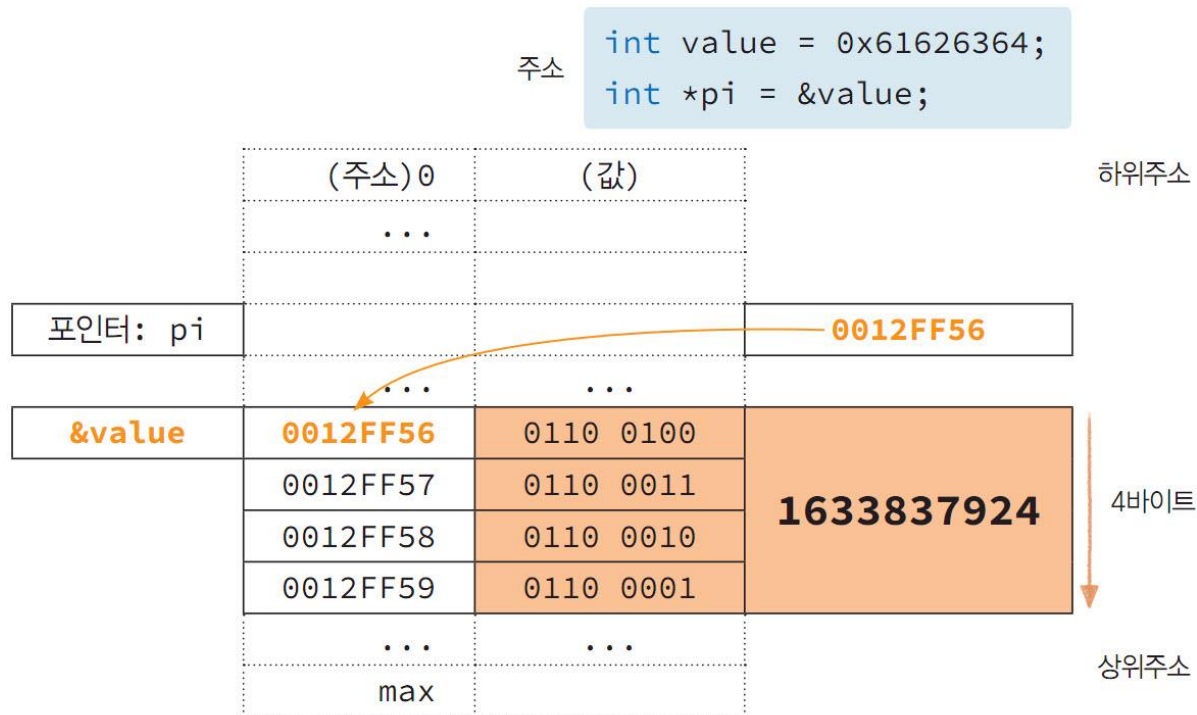 int value = 0x61626364;
주소
int *pi = &value;
(주소)0 (값) 하위주소
...
포인터: pi 0012FF56
... ...
&value 0012FF56 0110 0100
0012FF57 0110 0011
1633837924 4바이트
0012FF58 0110 0010
0012FF59 0110 0001
... ...
상위주소
max